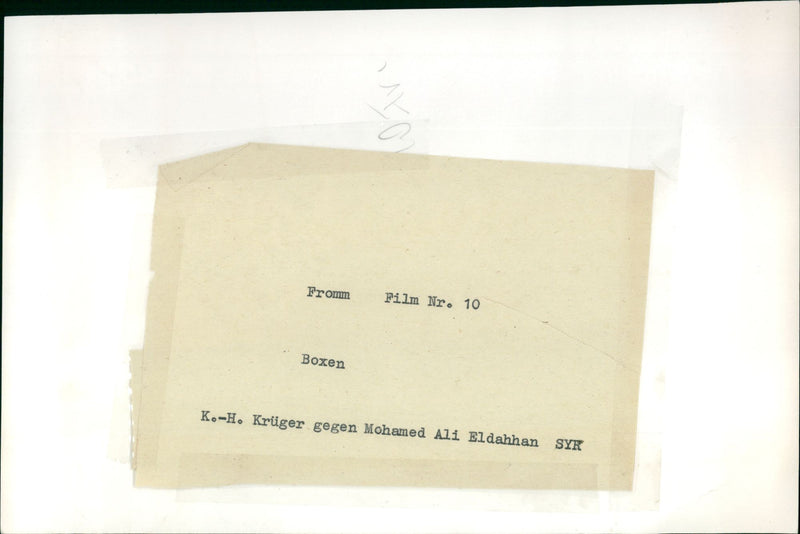 Fromm Film Nr. 10
Boxen
K.-H. Krüger gegen Mohamed Ali Eldahhan SYR